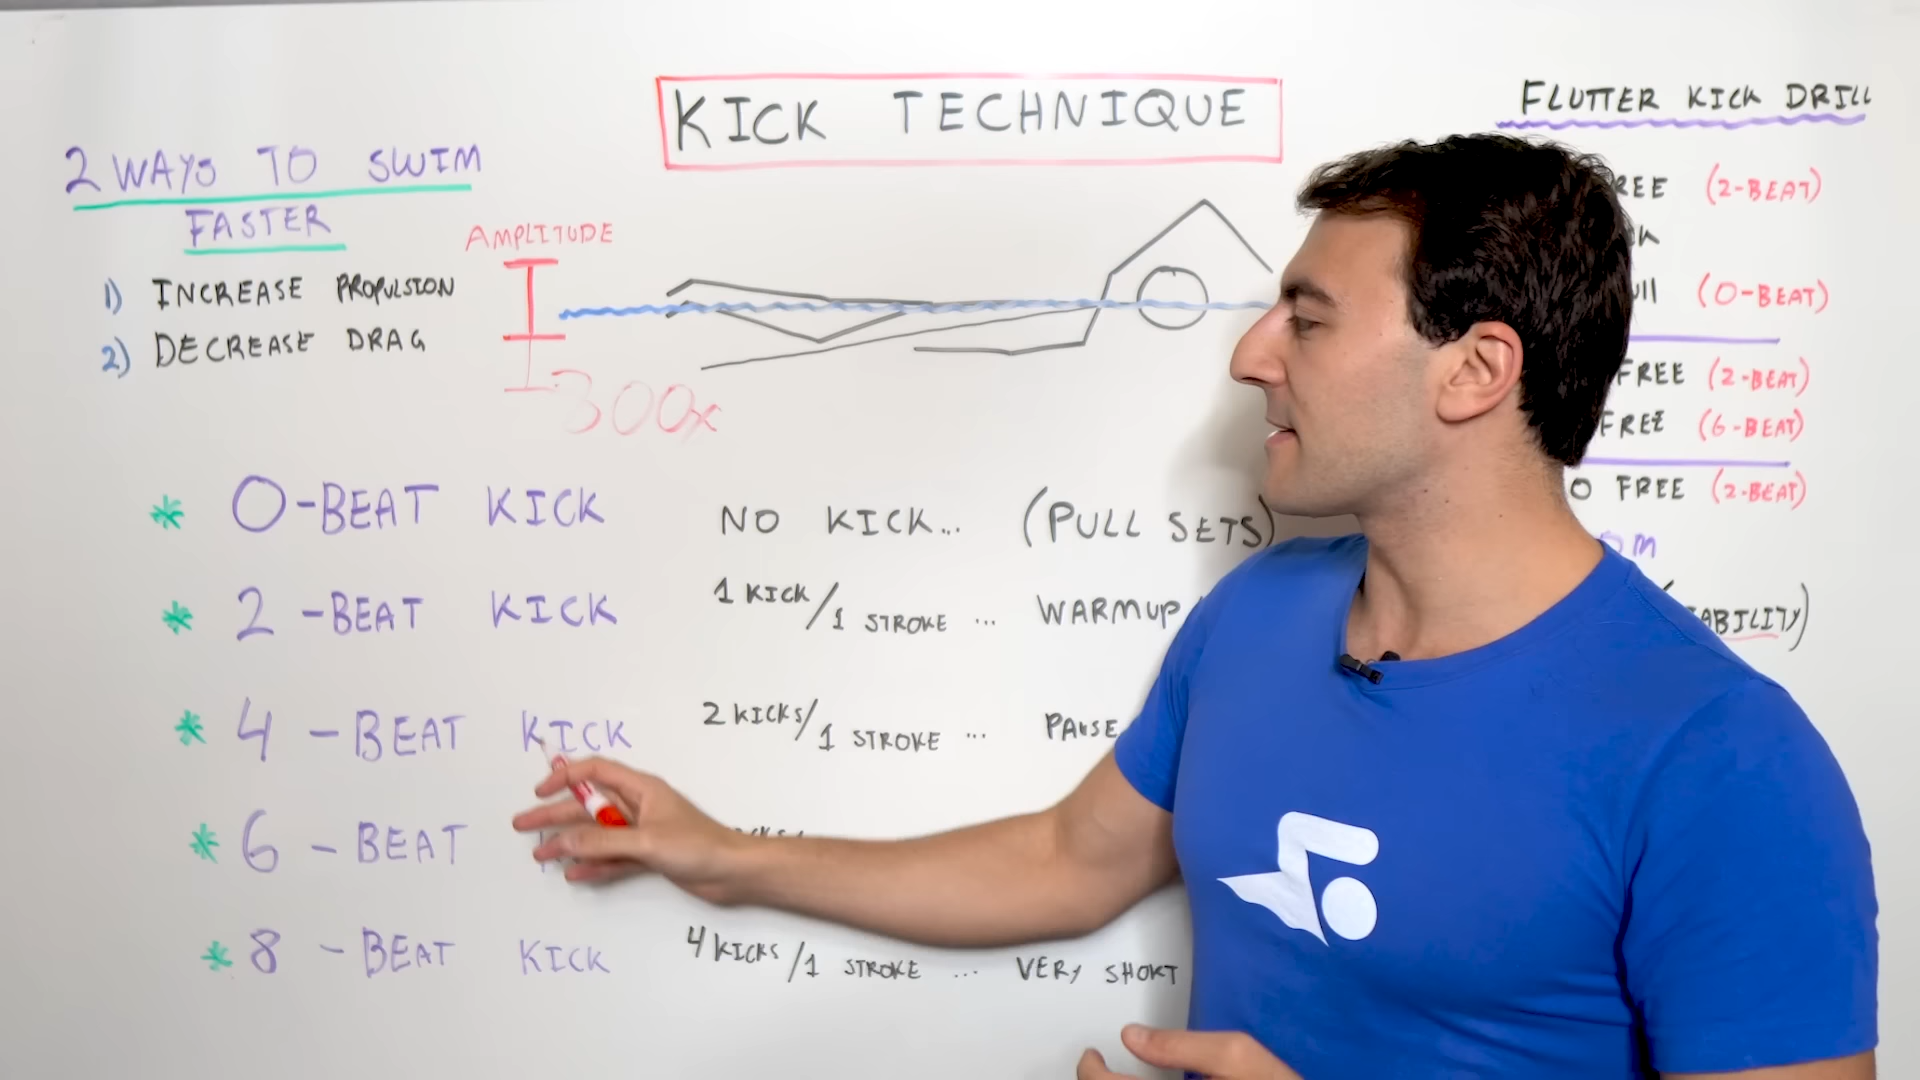 KICK TECHNIQUE
2 WAYS TO SWIM
FASTER
1) INCREASE PROPULSION
2) DECREASE DRAG
AMPLITUDE
300x
* 0-BEAT KICK NO KICK... (PULL SETS)
* 2-BEAT KICK 1 KICK/1 STROKE ... WARMUP
* 4-BEAT KICK 2 KICKS/1 STROKE ... PAUSE
* 6-BEAT
* 8-BEAT KICK 4 KICKS/1 STROKE ... VERY SHORT
FLUTTER KICK DRILL
(2-BEAT)
(0-BEAT)
FREE (2-BEAT)
FREE (6-BEAT)
FREE (2-BEAT)